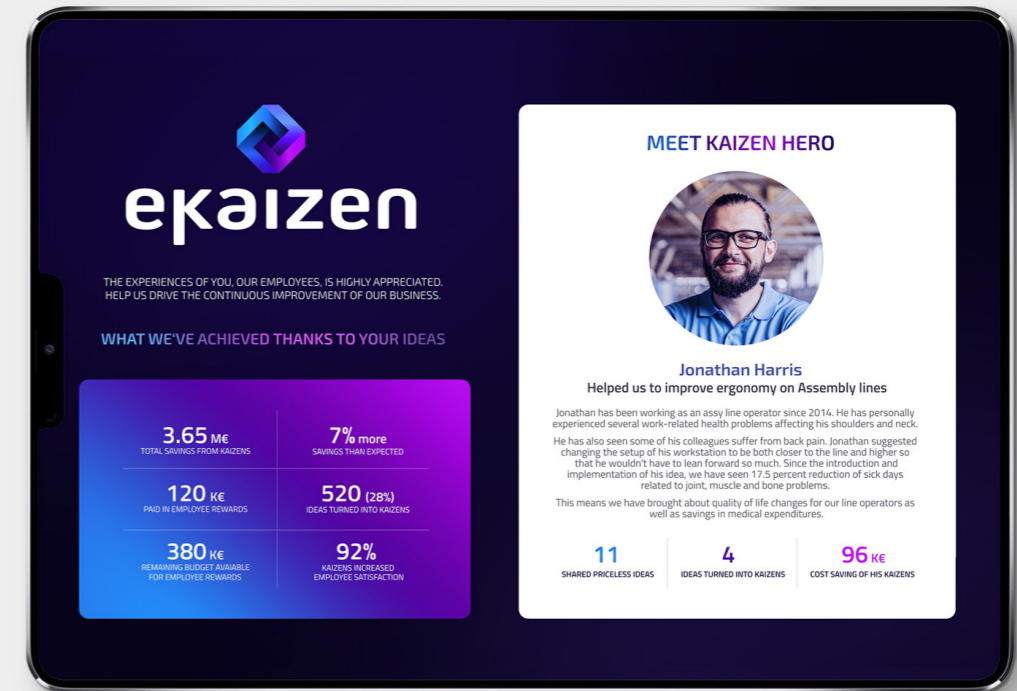 ekaizen
THE EXPERIENCES OF YOU, OUR EMPLOYEES, IS HIGHLY APPRECIATED.
HELP US DRIVE THE CONTINUOUS IMPROVEMENT OF OUR BUSINESS.
WHAT WE'VE ACHIEVED THANKS TO YOUR IDEAS
3.65 M€
TOTAL SAVINGS FROM KAIZENS
7% more
SAVINGS THAN EXPECTED
120 K€
PAID IN EMPLOYEE REWARDS
520 (28%)
IDEAS TURNED INTO KAIZENS
380 K€
REMAINING BUDGET AVAIABLE
FOR EMPLOYEE REWARDS
92%
KAIZENS INCREASED
EMPLOYEE SATISFACTION
MEET KAIZEN HERO
Jonathan Harris
Helped us to improve ergonomy on Assembly lines
Jonathan has been working as an assy line operator since 2014. He has personally
experienced several work-related health problems affecting his shoulders and neck.
He has also seen some of his colleagues suffer from back pain. Jonathan suggested
changing the setup of his workstation to be both closer to the line and higher so
that he wouldn't have to lean forward so much. Since the introduction and
implementation of his idea, we have seen 17.5 percent reduction of sick days
related to joint, muscle and bone problems.
This means we have brought about quality of life changes for our line operators as
well as savings in medical expenditures.
11
SHARED PRICELESS IDEAS
4
IDEAS TURNED INTO KAIZENS
96 K€
COST SAVING OF HIS KAIZENS